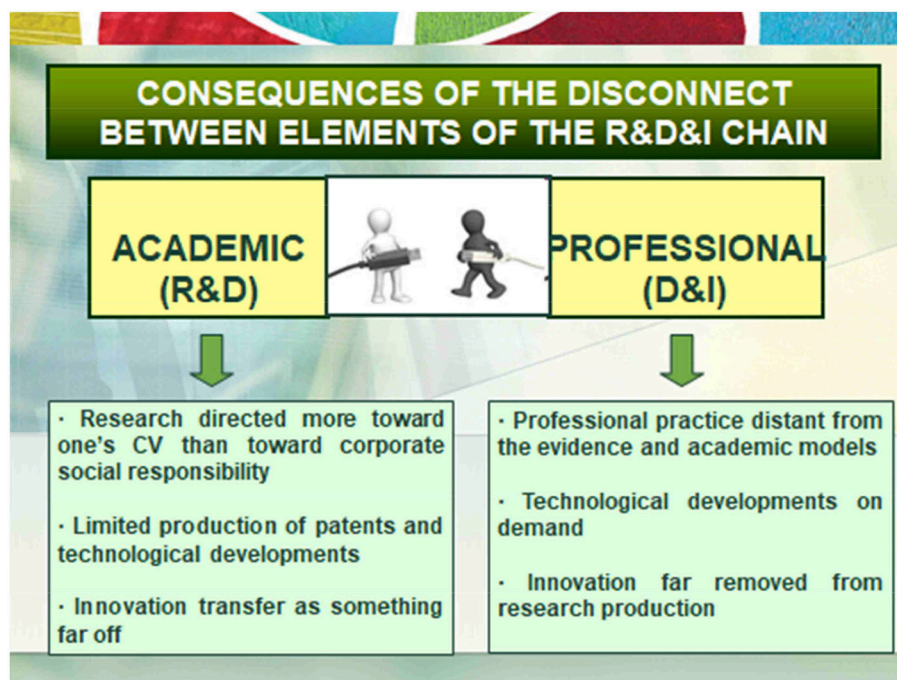 CONSEQUENCES OF THE DISCONNECT
BETWEEN ELEMENTS OF THE R&D&I CHAIN
ACADEMIC
(R&D)
PROFESSIONAL
(D&I)
· Research directed more toward
one's CV than toward corporate
social responsibility
· Limited production of patents and
technological developments
· Innovation transfer as something
far off
· Professional practice distant from
the evidence and academic models
· Technological developments on
demand
· Innovation far removed from
research production